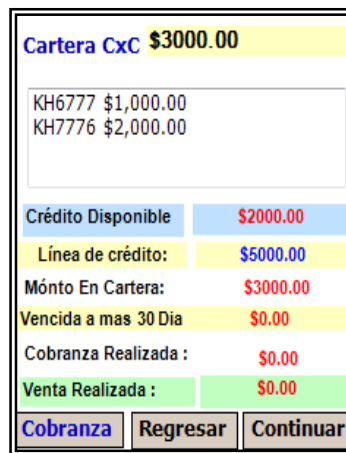 Cartera CxC $3000.00
KH6777 $1,000.00
KH7776 $2,000.00
Crédito Disponible $2000.00
Línea de crédito: $5000.00
Mónto En Cartera: $3000.00
Vencida a mas 30 Dia $0.00
Cobranza Realizada : $0.00
Venta Realizada : $0.00
Cobranza Regresar Continuar